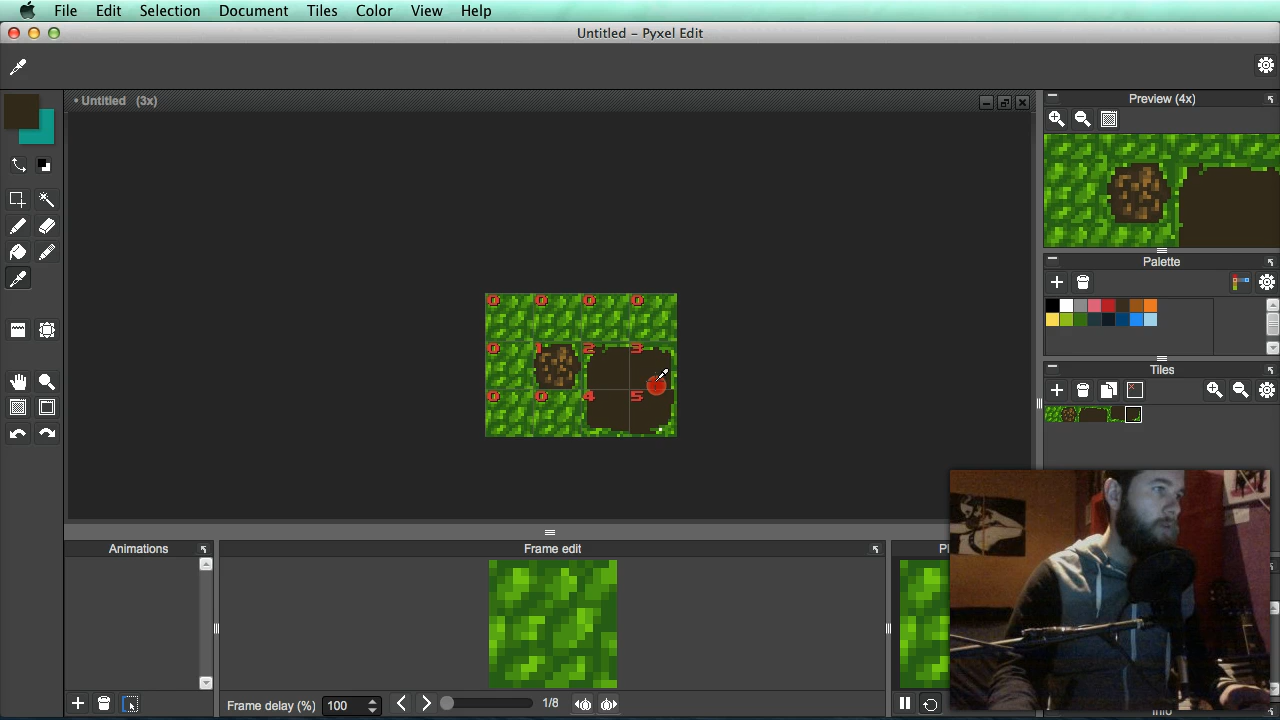 File Edit Selection Document Tiles Color View Help
Untitled – Pyxel Edit
• Untitled (3x)
Preview (4x)
Palette
Tiles
0 0 0 0
0 1 2 3
0 0 4 5
Animations
Frame edit
Frame delay (%) 100
1/8
Info